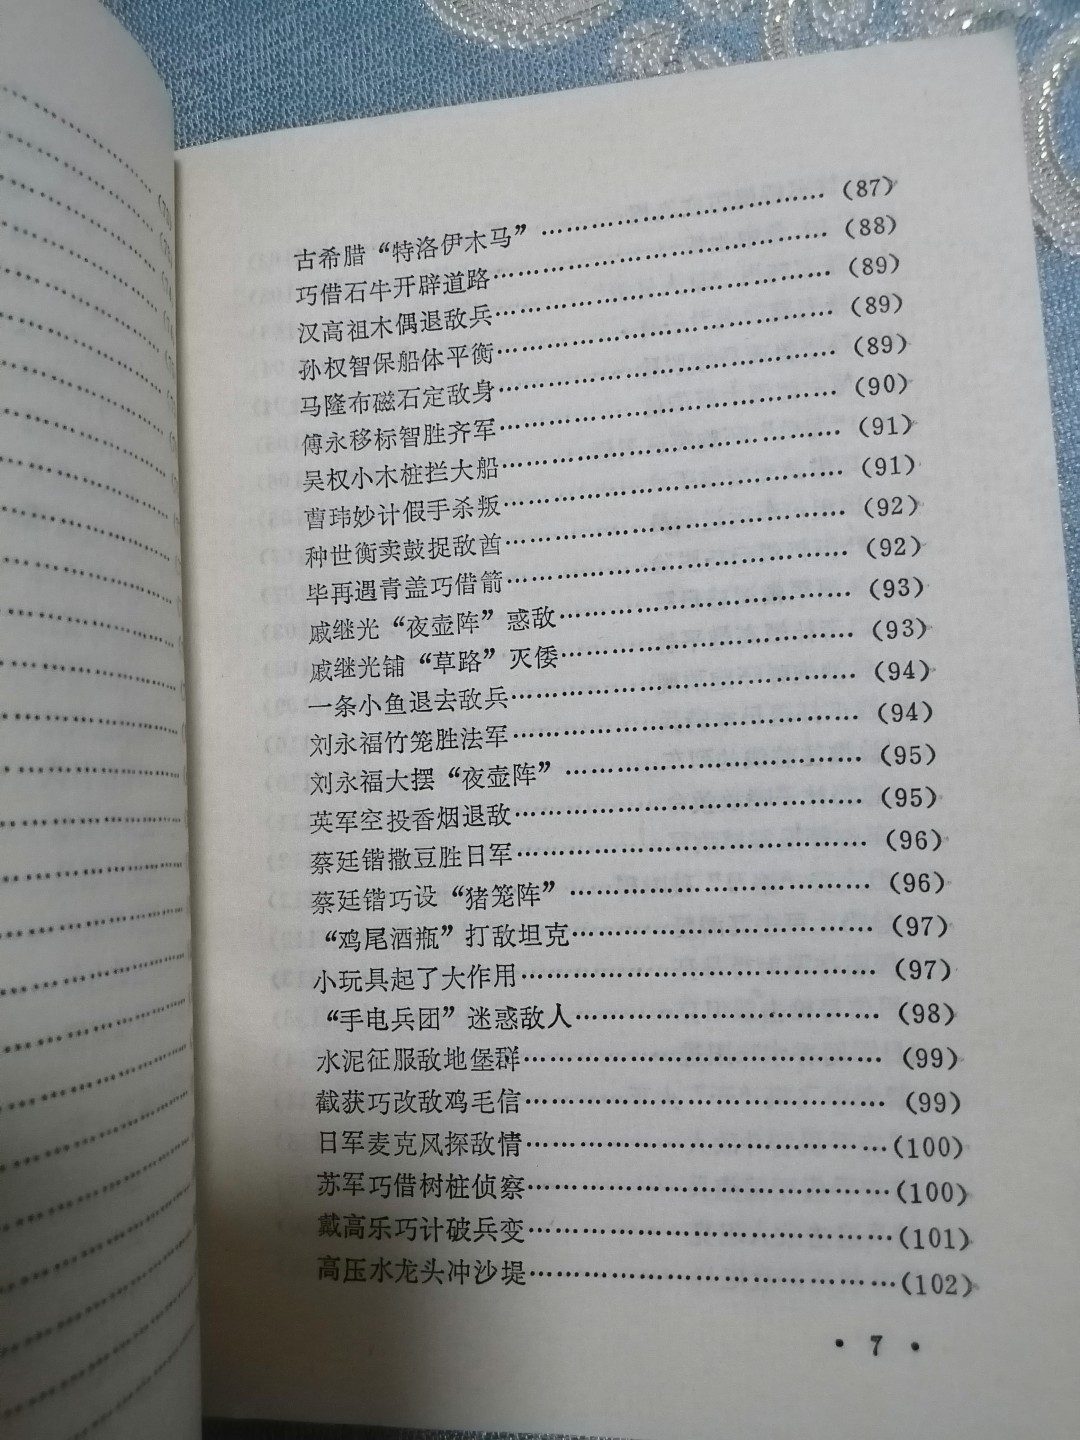 古希腊“特洛伊木马”……………………………(87)
巧借石牛开辟道路……………………………(88)
汉高祖木偶退敌兵……………………………(89)
孙权智保船体平衡……………………………(89)
马隆布磁石定敌身……………………………(89)
傅永移标智胜齐军……………………………(90)
吴权小木桩拦大船……………………………(91)
曹玮妙计假手杀叛……………………………(91)
种世衡卖鼓捉敌酋……………………………(92)
毕再遇青盖巧借箭……………………………(92)
戚继光“夜壶阵”惑敌……………………………(93)
戚继光铺“草路”灭倭……………………………(93)
一条小鱼退去敌兵……………………………(94)
刘永福竹笼胜法军……………………………(94)
刘永福大摆“夜壶阵”……………………………(95)
英军空投香烟退敌……………………………(95)
蔡廷锴撒豆胜日军……………………………(96)
蔡廷锴巧设“猪笼阵”……………………………(96)
“鸡尾酒瓶”打敌坦克……………………………(97)
小玩具起了大作用……………………………(97)
“手电兵团”迷惑敌人……………………………(98)
水泥征服敌地堡群……………………………(99)
截获巧改敌鸡毛信……………………………(99)
日军麦克风探敌情……………………………(100)
苏军巧借树桩侦察……………………………(100)
戴高乐巧计破兵变……………………………(101)
高压水龙头冲沙堤……………………………(102)
• 7 •